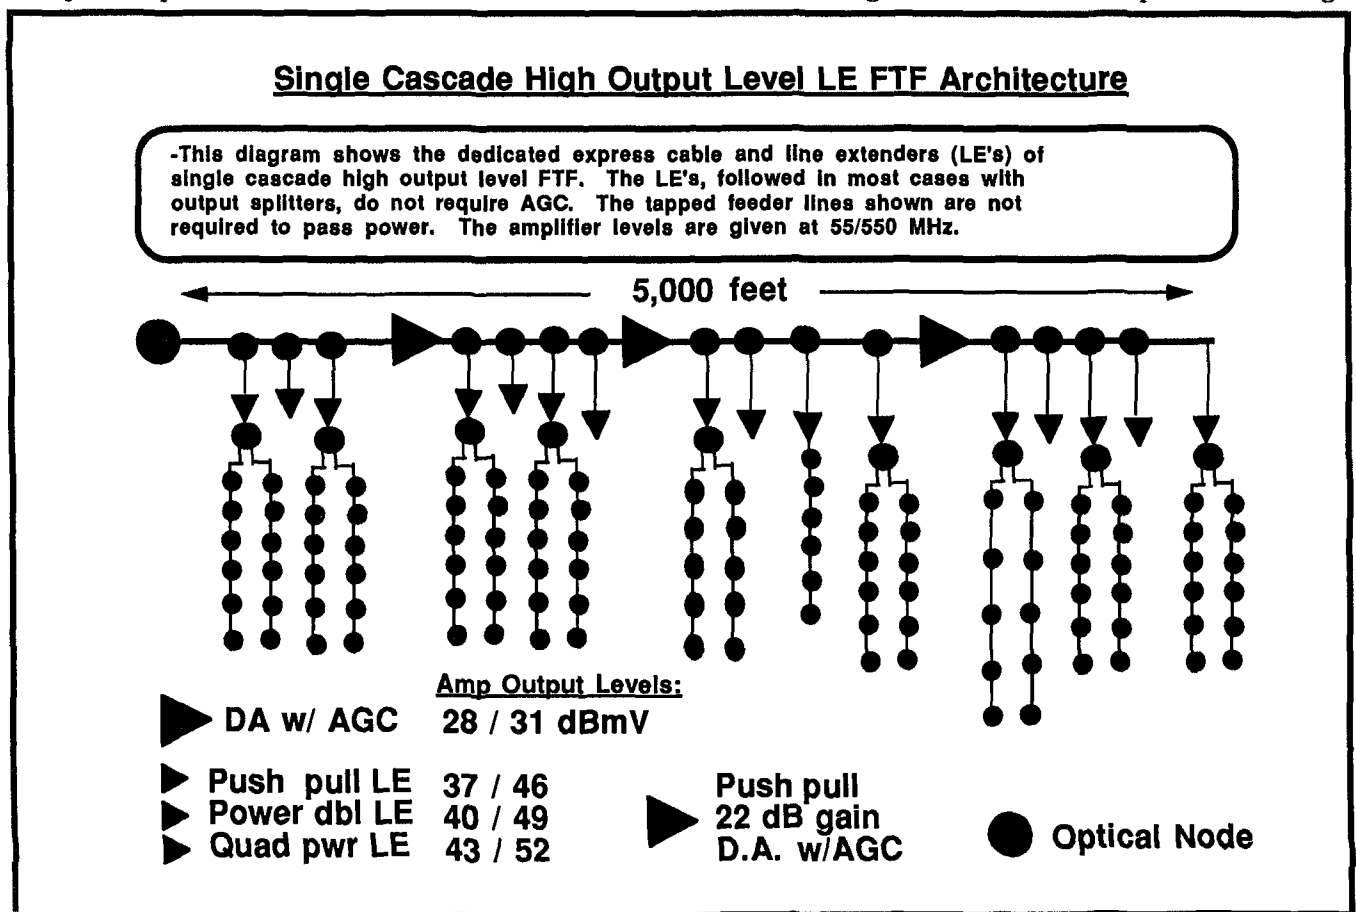 Single Cascade High Output Level LE FTF Architecture
-This diagram shows the dedicated express cable and line extenders (LE's) of
single cascade high output level FTF. The LE's, followed in most cases with
output splitters, do not require AGC. The tapped feeder lines shown are not
required to pass power. The amplifier levels are given at 55/550 MHz.
5,000 feet
Amp Output Levels:
DA w/ AGC 28 / 31 dBmV
Push pull LE 37 / 46
Power dbl LE 40 / 49
Quad pwr LE 43 / 52
Push pull
22 dB gain
D.A. w/AGC
Optical Node